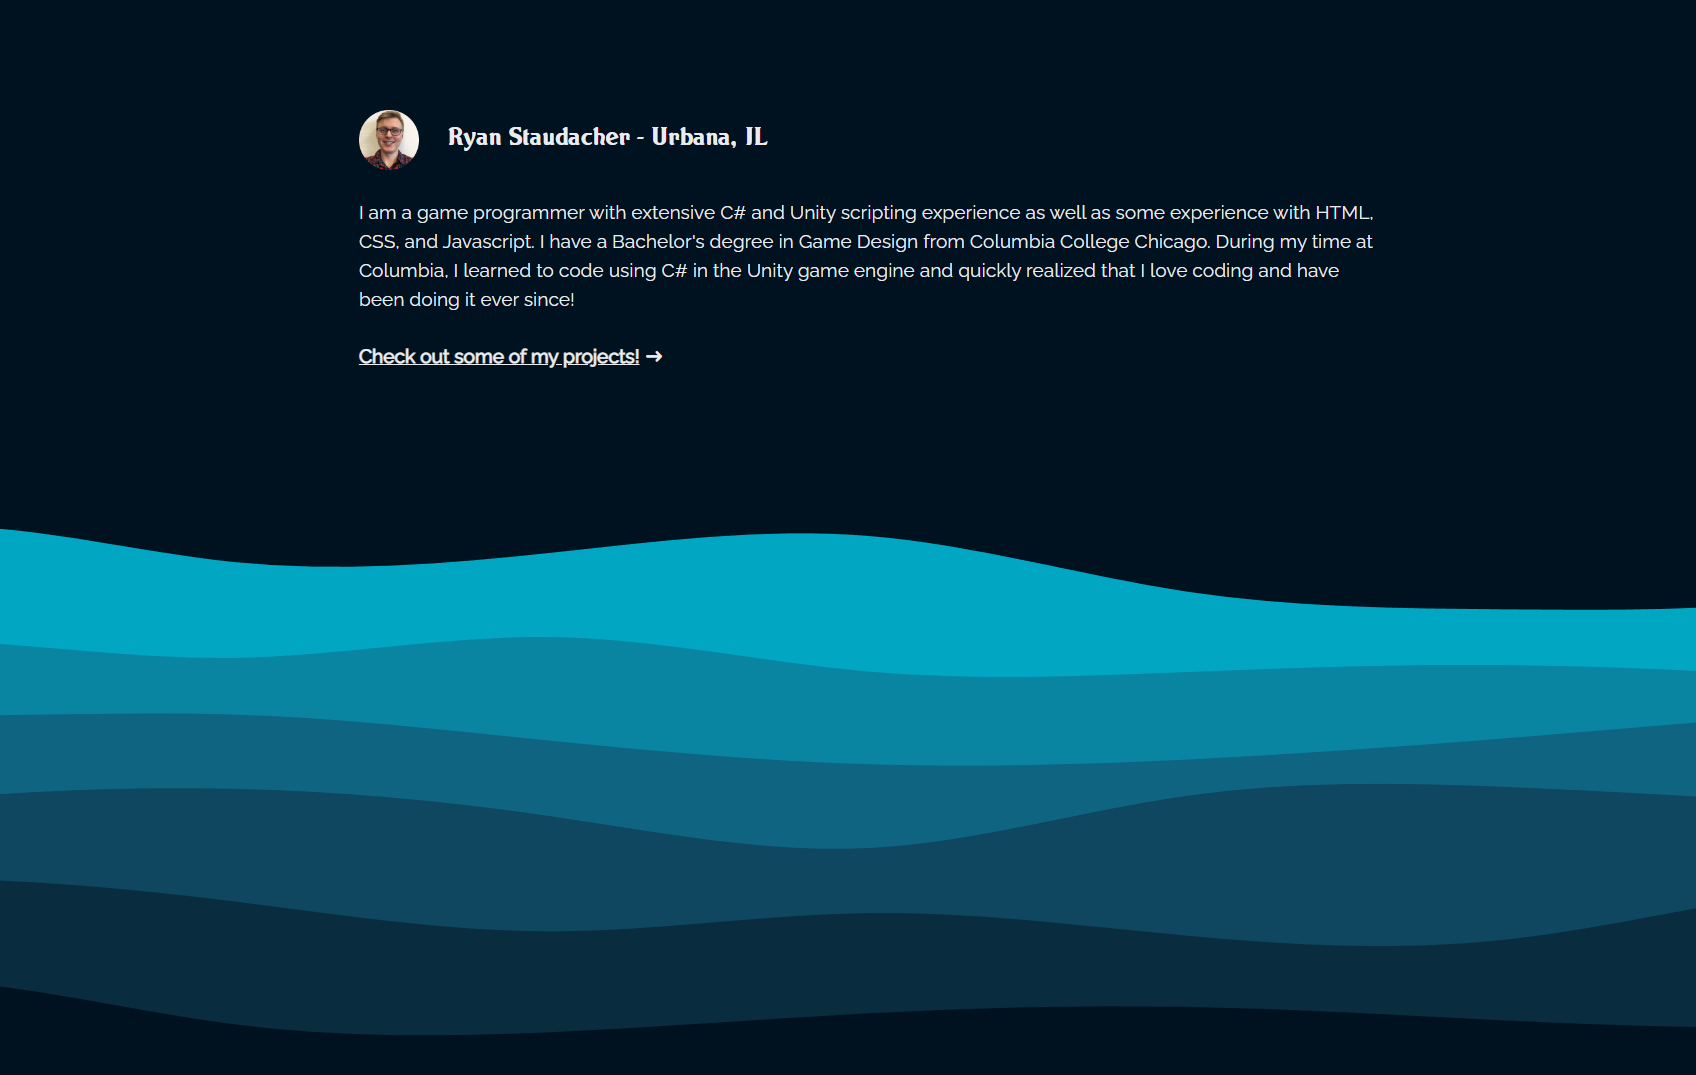 Ryan Staudacher - Urbana, IL
I am a game programmer with extensive C# and Unity scripting experience as well as some experience with HTML,
CSS, and Javascript. I have a Bachelor's degree in Game Design from Columbia College Chicago. During my time at
Columbia, I learned to code using C# in the Unity game engine and quickly realized that I love coding and have
been doing it ever since!
Check out some of my projects! →